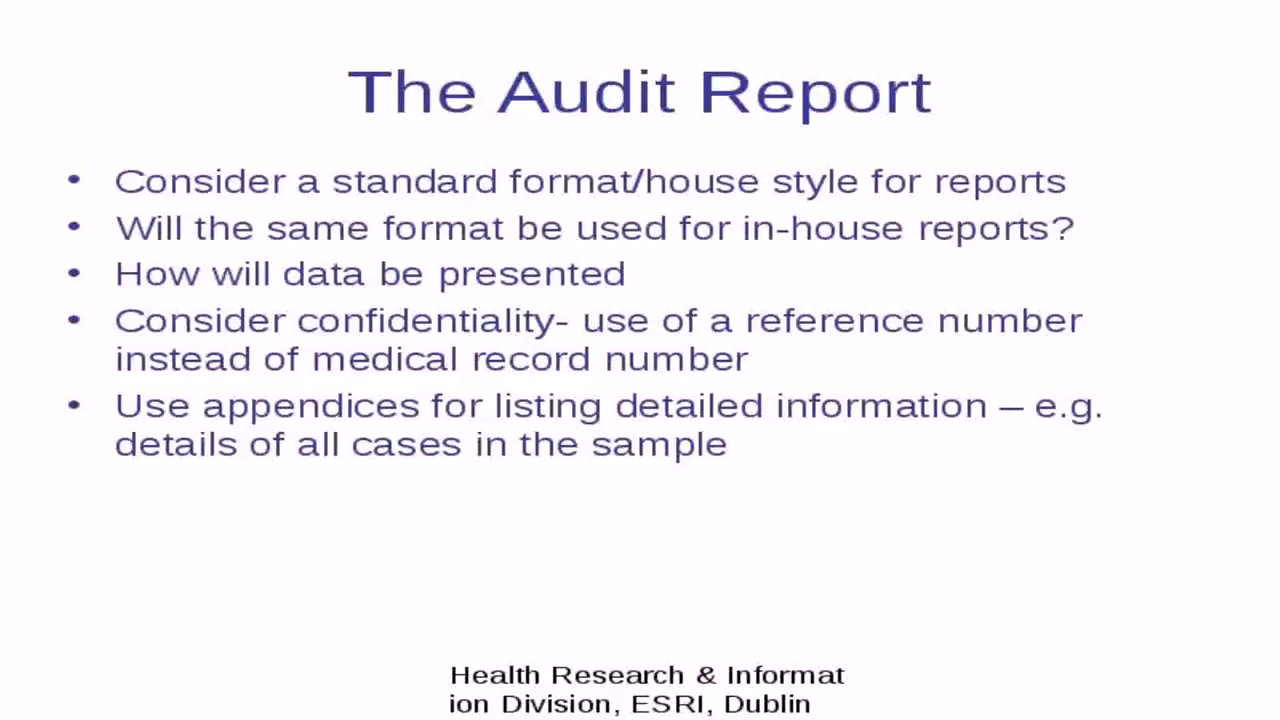 The Audit Report
• Consider a standard format/house style for reports
• Will the same format be used for in-house reports?
• How will data be presented
• Consider confidentiality- use of a reference number
instead of medical record number
• Use appendices for listing detailed information – e.g.
details of all cases in the sample
Health Research & Informat
ion Division, ESRI, Dublin